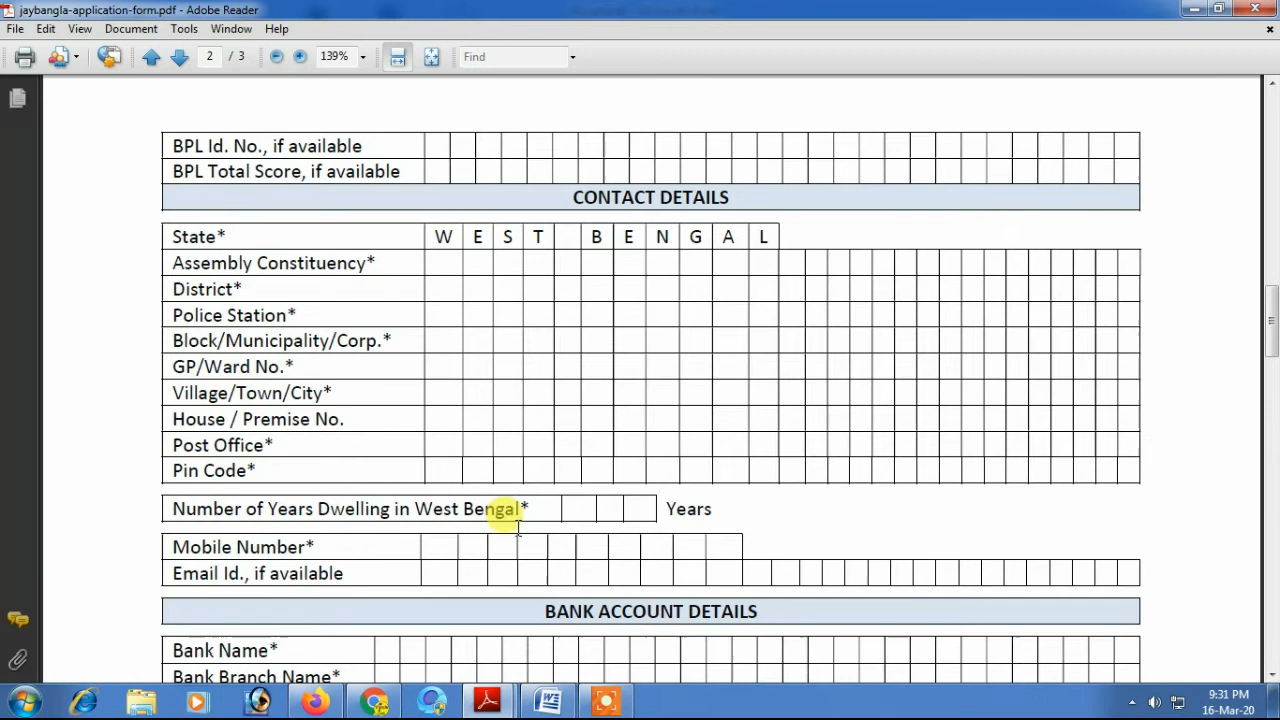 jaybangla-application-form.pdf - Adobe Reader
File Edit View Document Tools Window Help
2 / 3 139% Find
BPL Id. No., if available
BPL Total Score, if available
CONTACT DETAILS
State* W E S T B E N G A L
Assembly Constituency*
District*
Police Station*
Block/Municipality/Corp.*
GP/Ward No.*
Village/Town/City*
House / Premise No.
Post Office*
Pin Code*
Number of Years Dwelling in West Bengal* Years
Mobile Number*
Email Id., if available
BANK ACCOUNT DETAILS
Bank Name*
Bank Branch Name*
9:31 PM
16-Mar-20